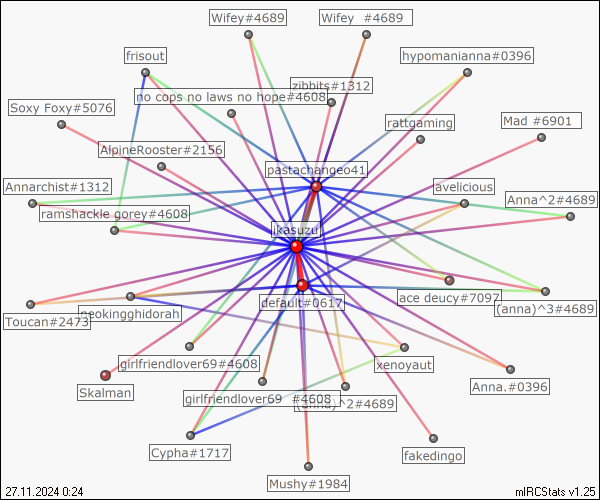 Wifey#4689
Wifey  #4689
frisout
hypomanianna#0396
zibbits#1312
no cops no laws no hope#4608
Soxy Foxy#5076
rattgaming
Mad #6901
AlpineRooster#2156
pastachangeo41
Annarchist#1312
avelicious
Anna^2#4689
ramshackle gorey#4608
ikasuzu
ace deucy#7097
default#0617
(anna)^3#4689
neokingghidorah
Toucan#2473
girlfriendlover69#4608
xenoyaut
Skalman
Anna.#0396
girlfriendlover69  #4608
(anna)^2#4689
Cypha#1717
fakedingo
Mushy#1984
27.11.2024 0:24
mIRCStats v1.25